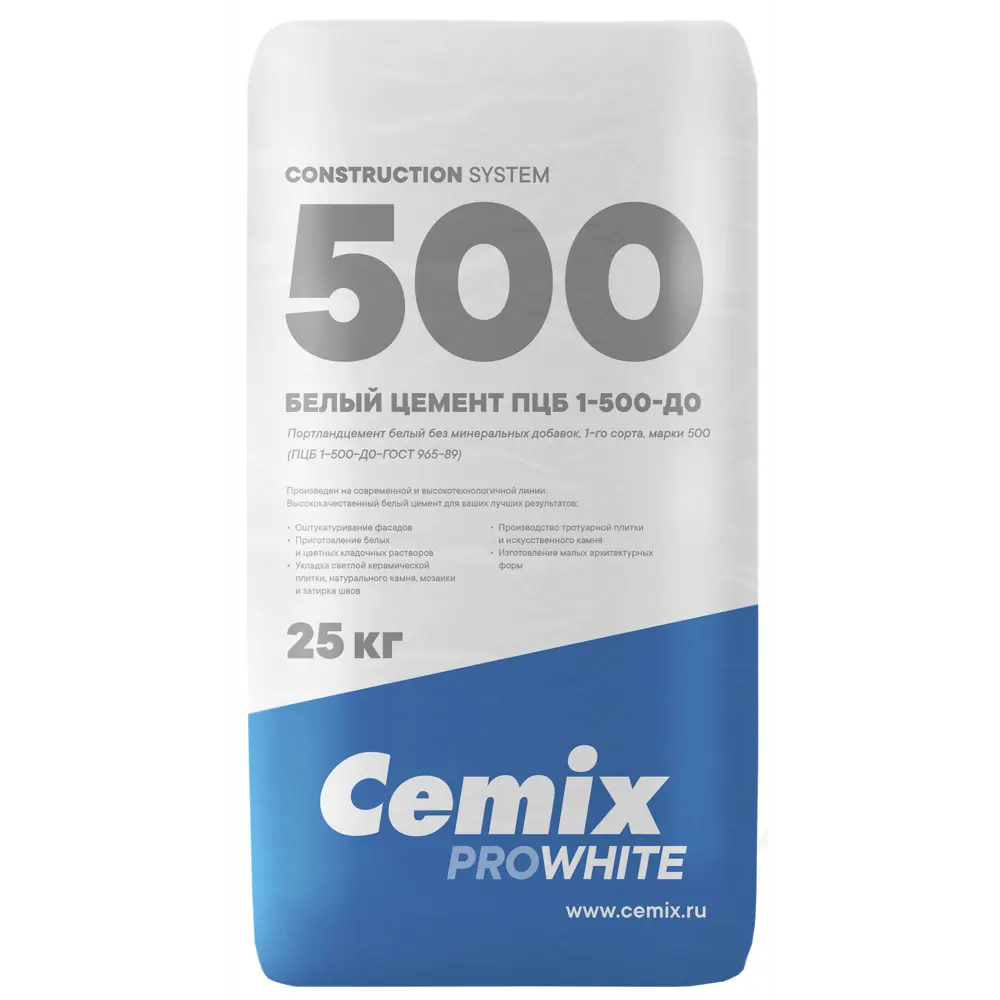 CONSTRUCTION SYSTEM
500
БЕЛЫЙ ЦЕМЕНТ ПЦБ 1-500-Д0
Портландцемент белый без минеральных добавок, 1-го сорта, марки 500
(ПЦБ 1-500-Д0-ГОСТ 965-89)
Произведен на современной и высокотехнологичной линии.
Высококачественный белый цемент для ваших лучших результатов:
• Оштукатуривание фасадов
• Приготовление белых
и цветных кладочных растворов
• Укладка светлой керамической
плитки, натурального камня, мозаики
и затирка швов
• Производство тротуарной плитки
и искусственного камня
• Изготовление малых архитектурных
форм
25 кг
Cemix
PROWHITE
www.cemix.ru